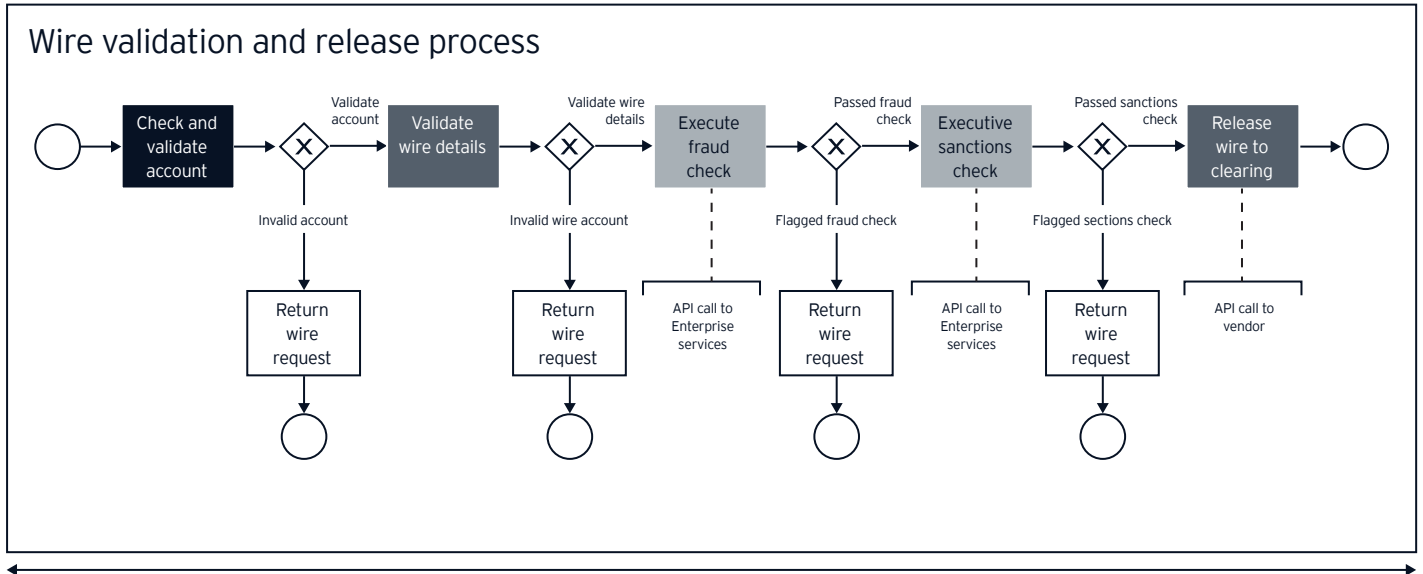 Wire validation and release process
Check and
validate
account
X
Validate
account
Validate
wire details
X
Validate wire
details
Execute
fraud
check
X
Passed fraud
check
Executive
sanctions
check
X
Passed sanctions
check
Release
wire to
clearing
Invalid account
Invalid wire account
Flagged fraud check
Flagged sections check
Return
wire
request
Return
wire
request
API call to
Enterprise
services
Return
wire
request
API call to
Enterprise
services
Return
wire
request
API call to
vendor